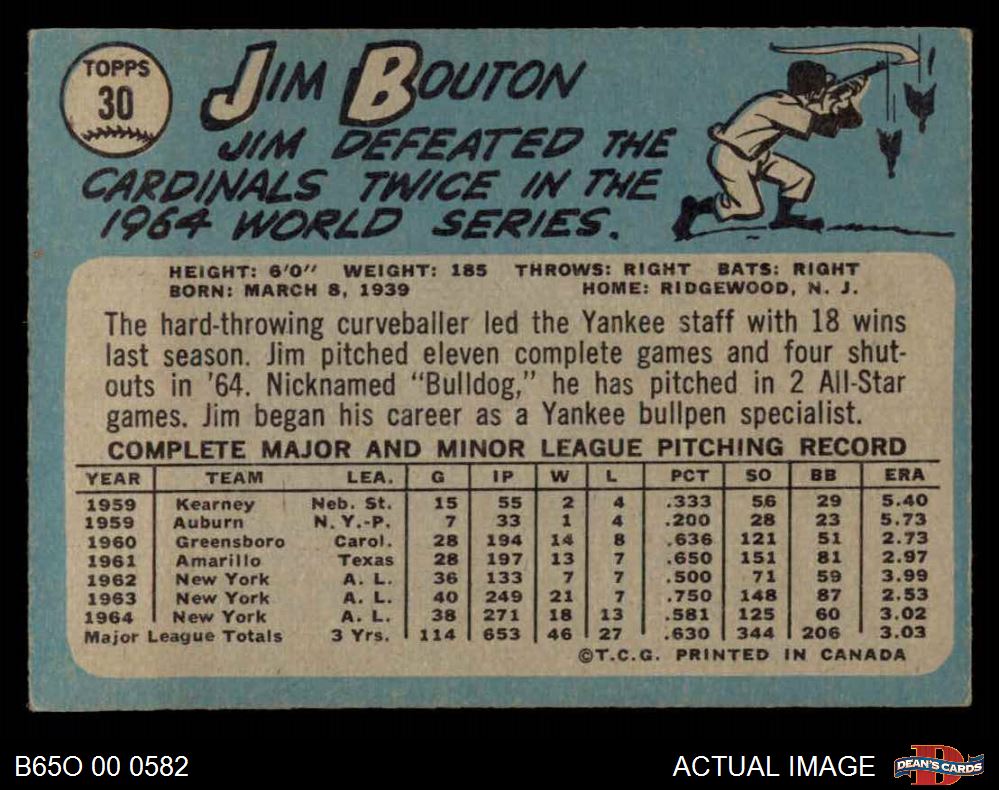 TOPPS
30
JIM BOUTON
JIM DEFEATED THE
CARDINALS TWICE IN THE
1964 WORLD SERIES.
HEIGHT: 6'0" WEIGHT: 185 THROWS: RIGHT BATS: RIGHT
BORN: MARCH 8, 1939 HOME: RIDGEWOOD, N. J.
The hard-throwing curveballer led the Yankee staff with 18 wins
last season. Jim pitched eleven complete games and four shut-
outs in '64. Nicknamed "Bulldog," he has pitched in 2 All-Star
games. Jim began his career as a Yankee bullpen specialist.
COMPLETE MAJOR AND MINOR LEAGUE PITCHING RECORD
YEAR TEAM LEA. G IP W L PCT SO BB ERA
1959 Kearney Neb. St. 15 55 2 4 .333 56 29 5.40
1959 Auburn N. Y.-P. 7 33 1 4 .200 28 23 5.73
1960 Greensboro Carol. 28 194 14 8 .636 121 51 2.73
1961 Amarillo Texas 28 197 13 7 .650 151 81 2.97
1962 New York A. L. 36 133 7 7 .500 71 59 3.99
1963 New York A. L. 40 249 21 7 .750 148 87 2.53
1964 New York A. L. 38 271 18 13 .581 125 60 3.02
Major League Totals 3 Yrs. 114 653 46 27 .630 344 206 3.03
©T.C.G. PRINTED IN CANADA
B65O 00 0582 ACTUAL IMAGE DEAN'S CARDS